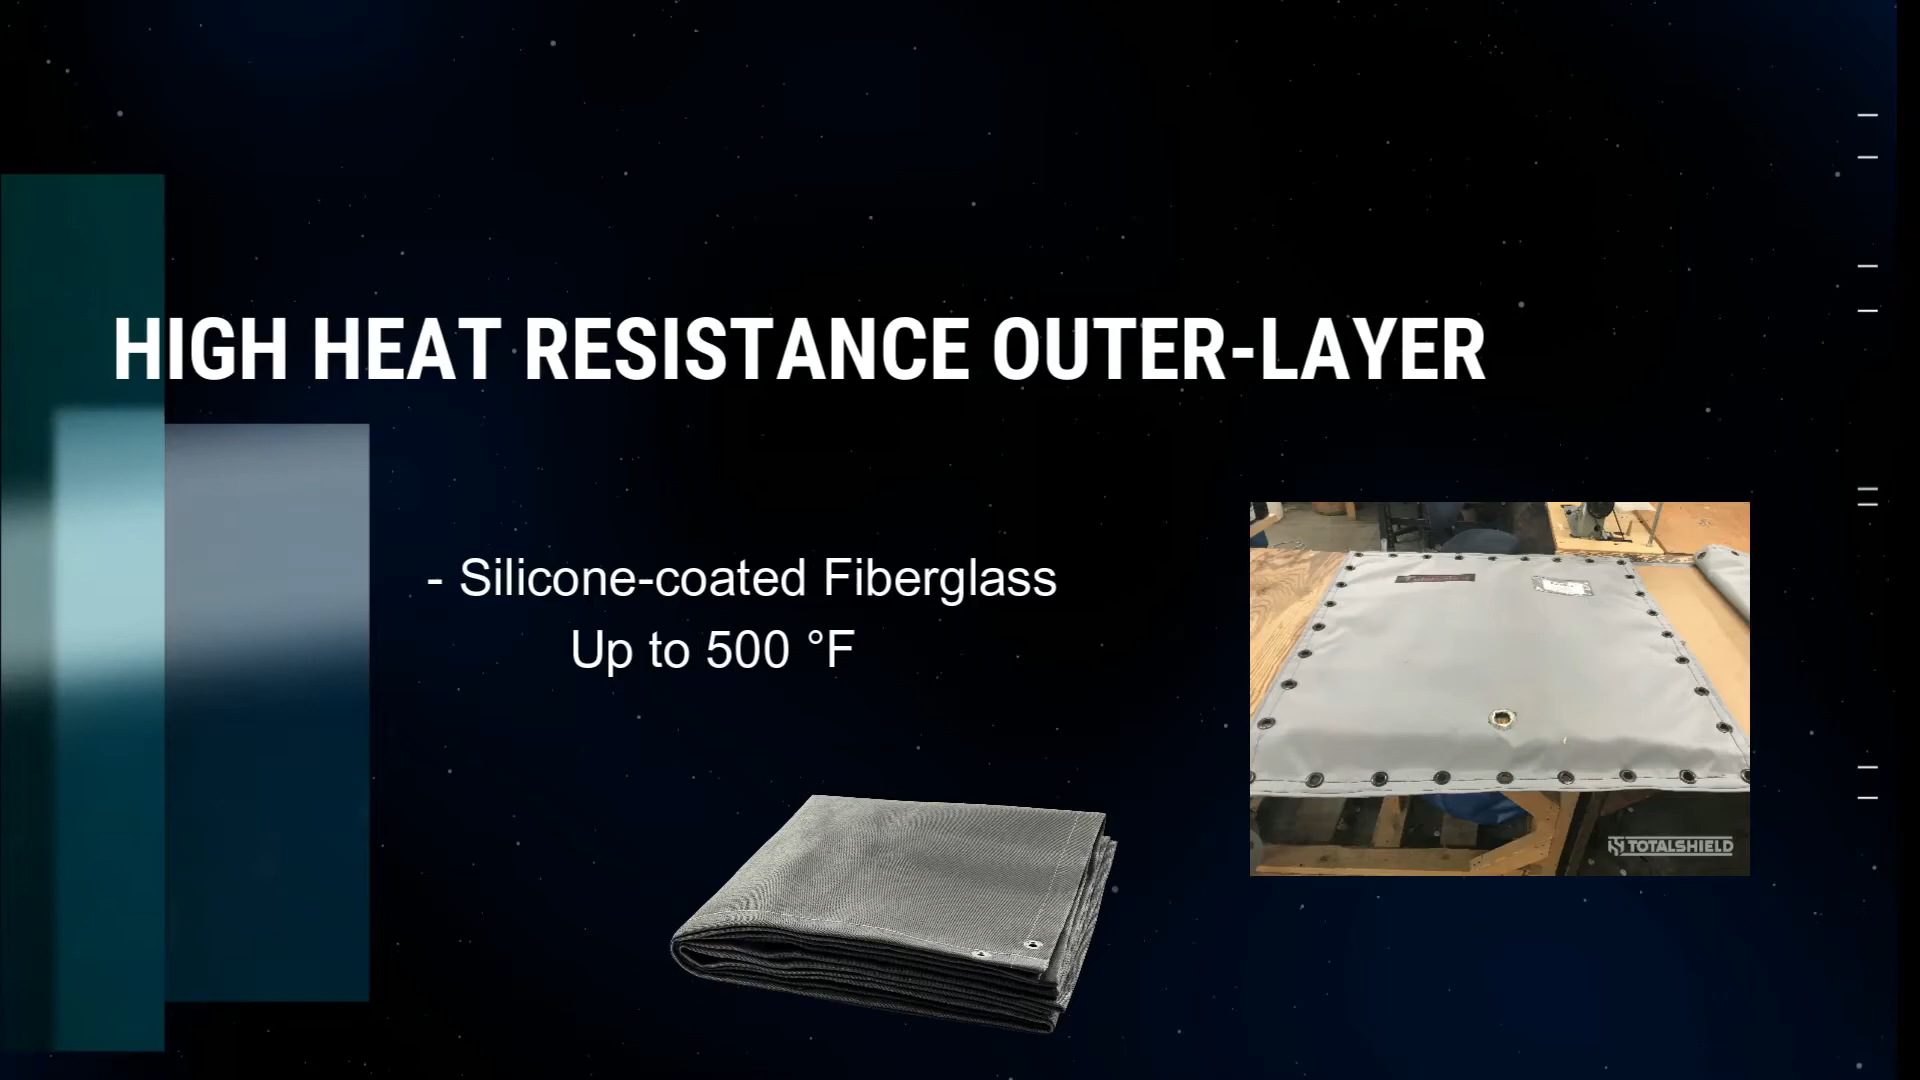 HIGH HEAT RESISTANCE OUTER-LAYER
- Silicone-coated Fiberglass
Up to 500 °F
TOTALSHIELD